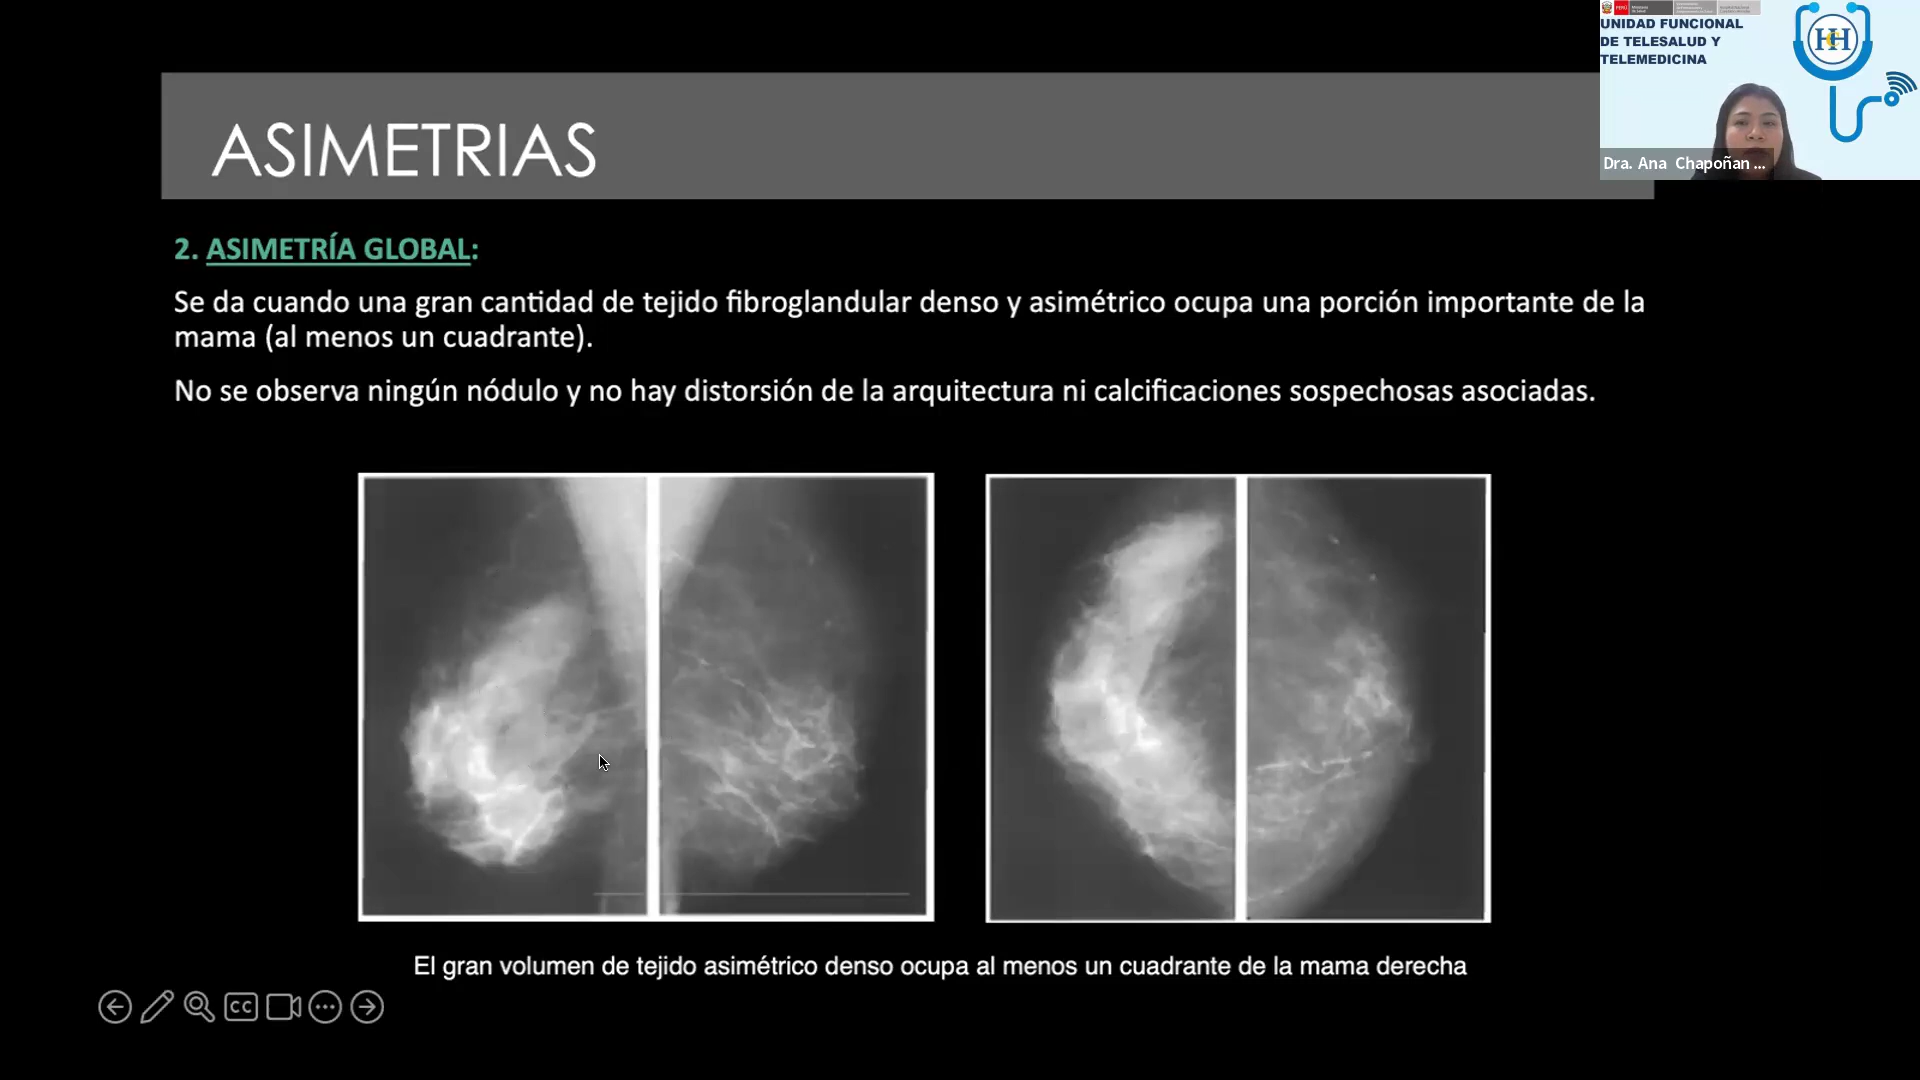 PERÚ
UNIDAD FUNCIONAL
DE TELESALUD Y
TELEMEDICINA
HCH
Dra. Ana Chapoñan ...
ASIMETRIAS
2. ASIMETRÍA GLOBAL:
Se da cuando una gran cantidad de tejido fibroglandular denso y asimétrico ocupa una porción importante de la
mama (al menos un cuadrante).
No se observa ningún nódulo y no hay distorsión de la arquitectura ni calcificaciones sospechosas asociadas.
El gran volumen de tejido asimétrico denso ocupa al menos un cuadrante de la mama derecha
CC